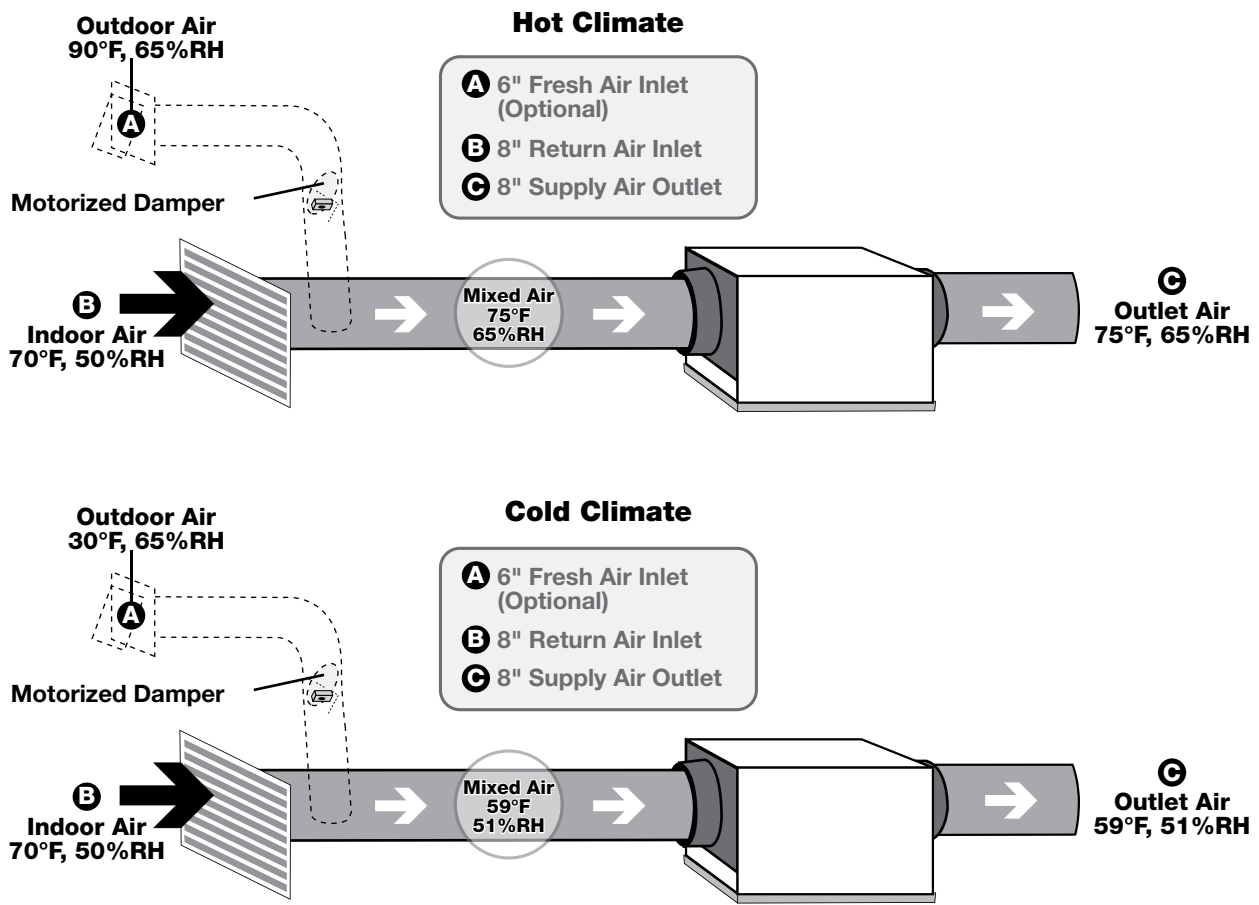 Hot Climate
Outdoor Air
90°F, 65%RH
A
A 6" Fresh Air Inlet
(Optional)
B 8" Return Air Inlet
C 8" Supply Air Outlet
Motorized Damper
B
Indoor Air
70°F, 50%RH
Mixed Air
75°F
65%RH
C
Outlet Air
75°F, 65%RH
Cold Climate
Outdoor Air
30°F, 65%RH
A
A 6" Fresh Air Inlet
(Optional)
B 8" Return Air Inlet
C 8" Supply Air Outlet
Motorized Damper
B
Indoor Air
70°F, 50%RH
Mixed Air
59°F
51%RH
C
Outlet Air
59°F, 51%RH